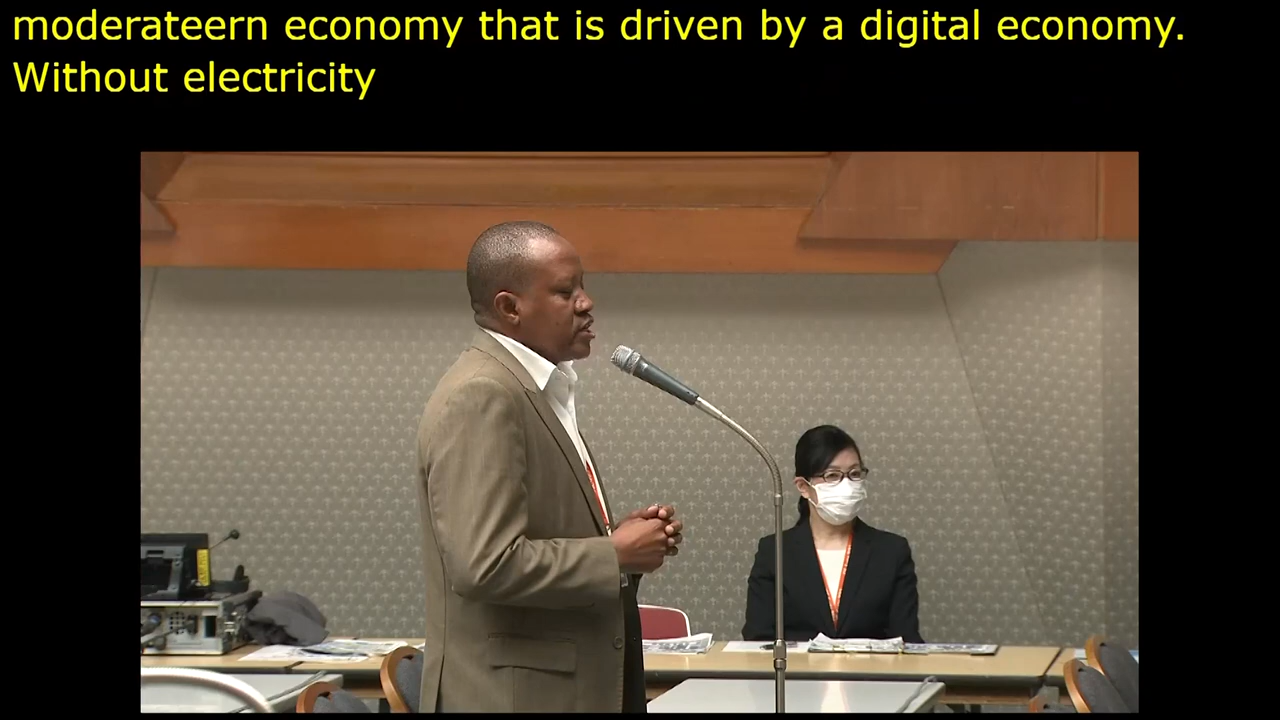 moderateern economy that is driven by a digital economy.
Without electricity